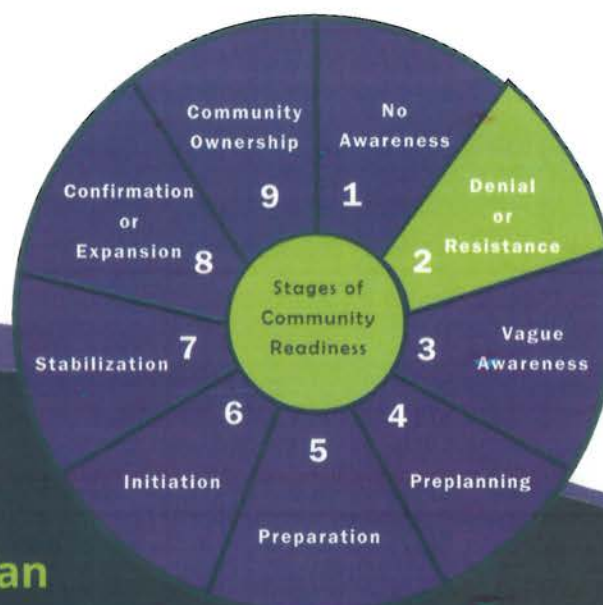 Stages of
Community
Readiness
No
Awareness
1
Denial
or
Resistance
2
Vague
Awareness
3
Preplanning
4
Preparation
5
Initiation
6
Stabilization
7
Confirmation
or
Expansion
8
Community
Ownership
9
an